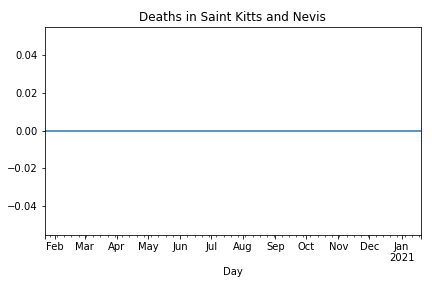 Deaths in Saint Kitts and Nevis
0.04
0.02
0.00
−0.02
−0.04
Feb Mar Apr May Jun Jul Aug Sep Oct Nov Dec Jan
2021
Day